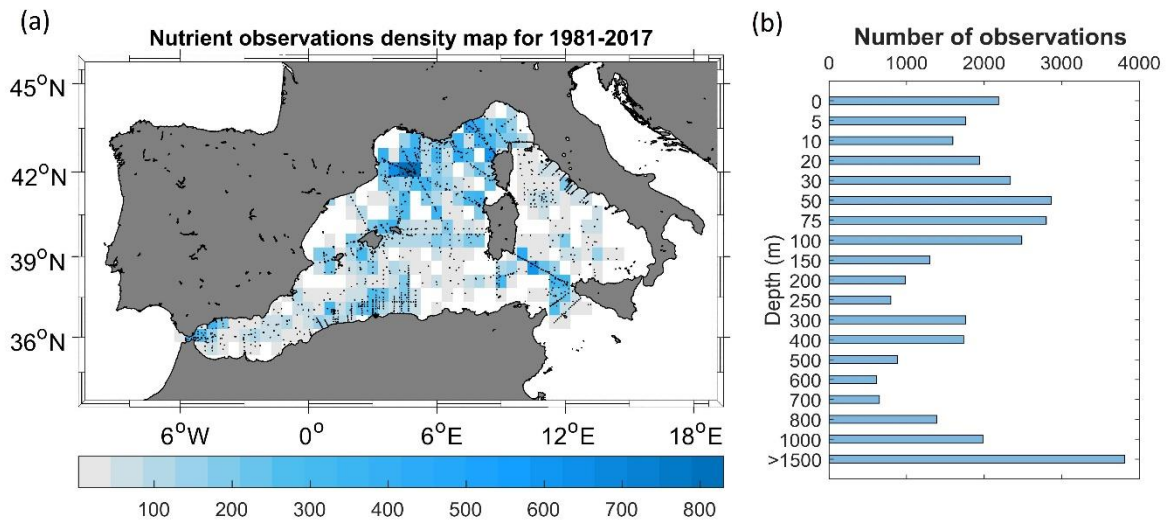 (a)
Nutrient observations density map for 1981-2017
45°N
42°N
39°N
36°N
6°W
0°
6°E
12°E
18°E
100
200
300
400
500
600
700
800
(b)
Number of observations
0
1000
2000
3000
4000
Depth (m)
0
5
10
20
30
50
75
100
150
200
250
300
400
500
600
700
800
1000
>1500